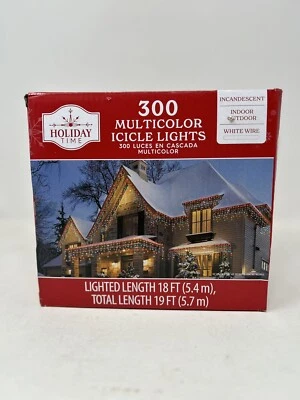 HOLIDAY
TIME
300
MULTICOLOR
ICICLE LIGHTS
300 LUCES EN CASCADA
MULTICOLOR
INCANDESCENT
INDOOR
OUTDOOR
WHITE WIRE
LIGHTED LENGTH 18 FT (5.4 m),
TOTAL LENGTH 19 FT (5.7 m)